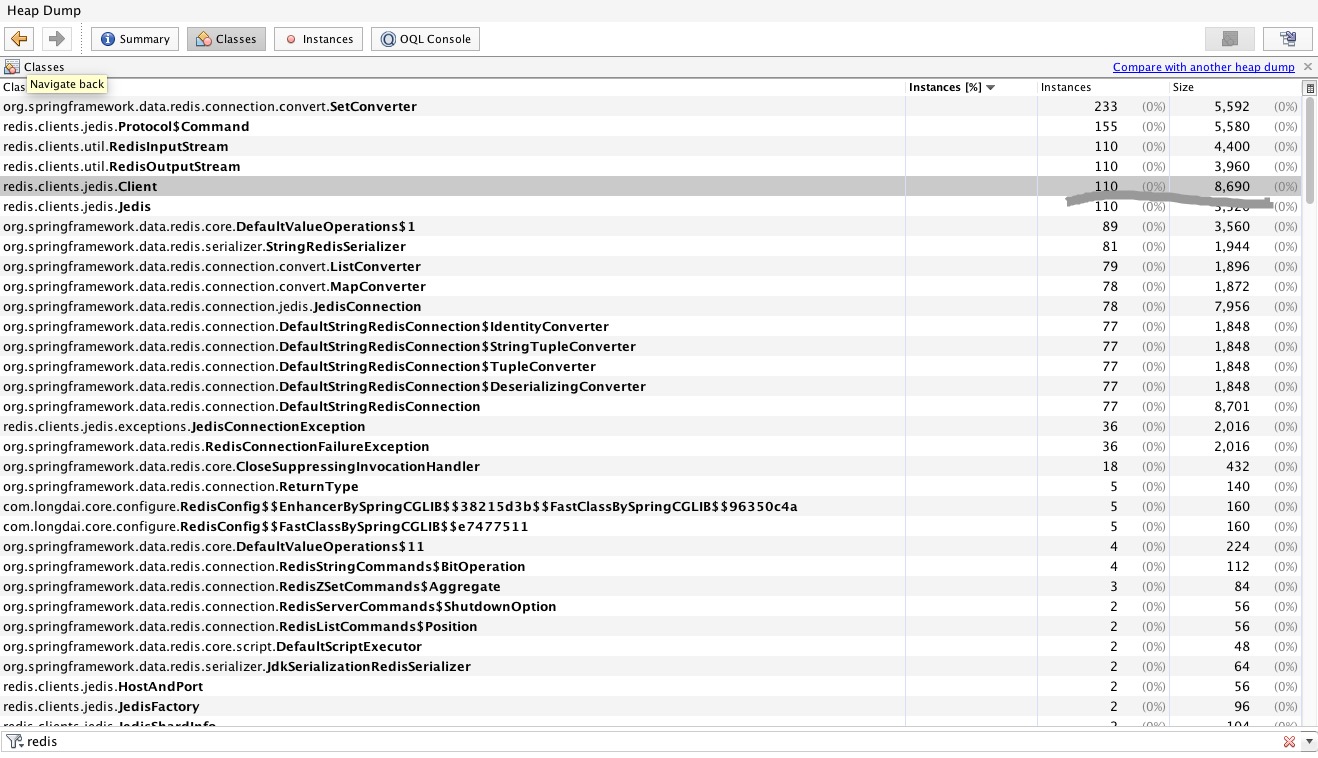 Heap Dump
Summary Classes Instances OQL Console
Classes Compare with another heap dump
Navigate back
Clas Instances [%] Instances Size
org.springframework.data.redis.connection.convert.SetConverter 233 (0%) 5,592 (0%)
redis.clients.jedis.Protocol$Command 155 (0%) 5,580 (0%)
redis.clients.util.RedisInputStream 110 (0%) 4,400 (0%)
redis.clients.util.RedisOutputStream 110 (0%) 3,960 (0%)
redis.clients.jedis.Client 110 (0%) 8,690 (0%)
redis.clients.jedis.Jedis 110 (0%) 3,520 (0%)
org.springframework.data.redis.core.DefaultValueOperations$1 89 (0%) 3,560 (0%)
org.springframework.data.redis.serializer.StringRedisSerializer 81 (0%) 1,944 (0%)
org.springframework.data.redis.connection.convert.ListConverter 79 (0%) 1,896 (0%)
org.springframework.data.redis.connection.convert.MapConverter 78 (0%) 1,872 (0%)
org.springframework.data.redis.connection.jedis.JedisConnection 78 (0%) 7,956 (0%)
org.springframework.data.redis.connection.DefaultStringRedisConnection$IdentityConverter 77 (0%) 1,848 (0%)
org.springframework.data.redis.connection.DefaultStringRedisConnection$StringTupleConverter 77 (0%) 1,848 (0%)
org.springframework.data.redis.connection.DefaultStringRedisConnection$TupleConverter 77 (0%) 1,848 (0%)
org.springframework.data.redis.connection.DefaultStringRedisConnection$DeserializingConverter 77 (0%) 1,848 (0%)
org.springframework.data.redis.connection.DefaultStringRedisConnection 77 (0%) 8,701 (0%)
redis.clients.jedis.exceptions.JedisConnectionException 36 (0%) 2,016 (0%)
org.springframework.data.redis.RedisConnectionFailureException 36 (0%) 2,016 (0%)
org.springframework.data.redis.core.CloseSuppressingInvocationHandler 18 (0%) 432 (0%)
org.springframework.data.redis.connection.ReturnType 5 (0%) 140 (0%)
com.longdai.core.configure.RedisConfig$$EnhancerBySpringCGLIB$$38215d3b$$FastClassBySpringCGLIB$$96350c4a 5 (0%) 160 (0%)
com.longdai.core.configure.RedisConfig$$FastClassBySpringCGLIB$$e7477511 5 (0%) 160 (0%)
org.springframework.data.redis.core.DefaultValueOperations$11 4 (0%) 224 (0%)
org.springframework.data.redis.connection.RedisStringCommands$BitOperation 4 (0%) 112 (0%)
org.springframework.data.redis.connection.RedisZSetCommands$Aggregate 3 (0%) 84 (0%)
org.springframework.data.redis.connection.RedisServerCommands$ShutdownOption 2 (0%) 56 (0%)
org.springframework.data.redis.connection.RedisListCommands$Position 2 (0%) 56 (0%)
org.springframework.data.redis.core.script.DefaultScriptExecutor 2 (0%) 48 (0%)
org.springframework.data.redis.serializer.JdkSerializationRedisSerializer 2 (0%) 64 (0%)
redis.clients.jedis.HostAndPort 2 (0%) 56 (0%)
redis.clients.jedis.JedisFactory 2 (0%) 96 (0%)
redis.clients.jedis.JedisShardInfo 2 (0%) 104 (0%)
redis